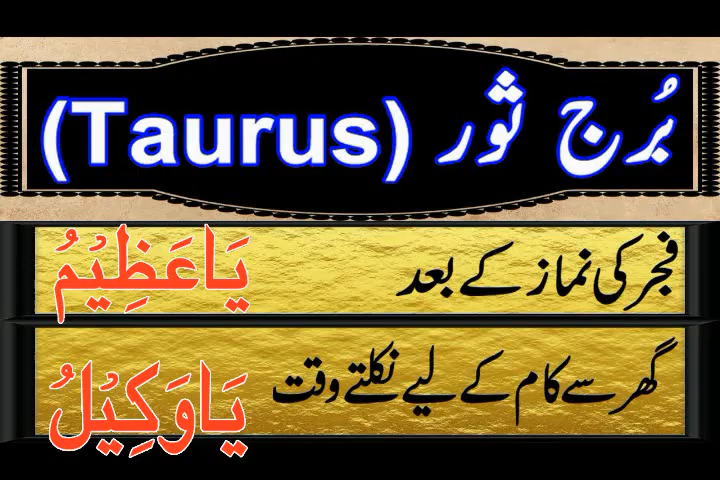 بُرج ثور (Taurus)
فجر کی نماز کے بعد يَاعَظِيْمُ
گھر سے کام کے لیے نکلتے وقت يَاوَكِيْلُ